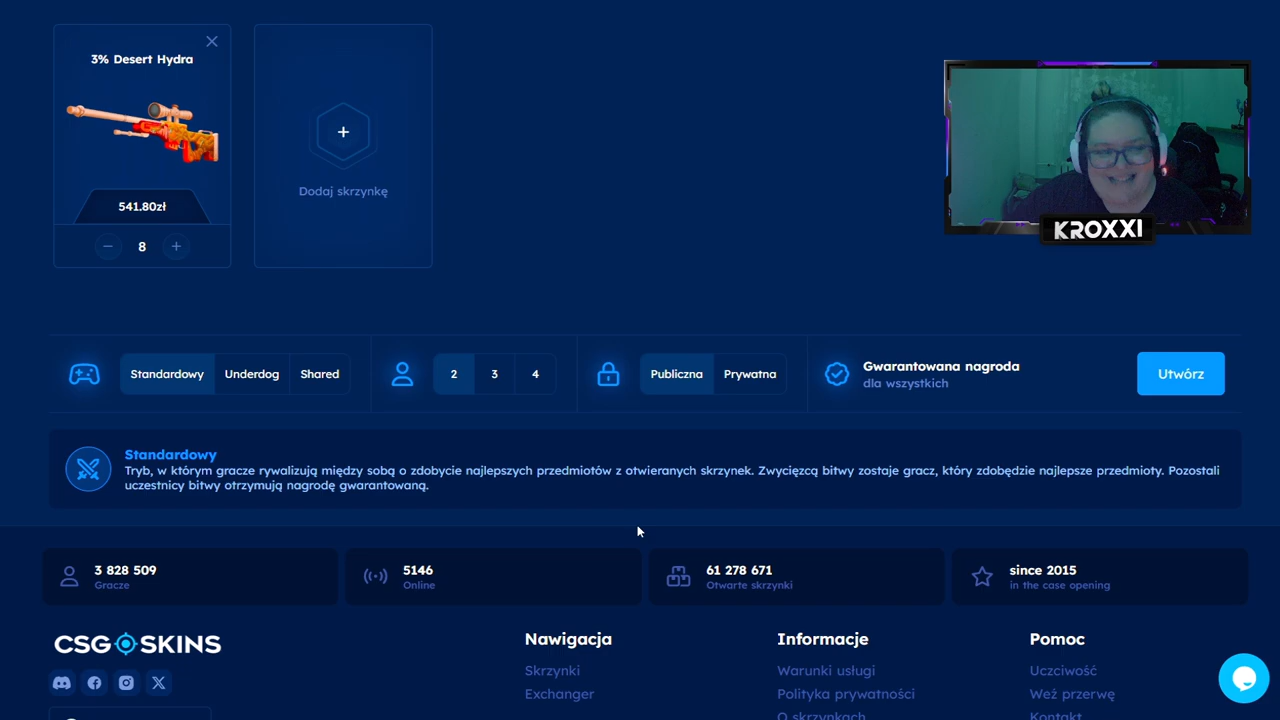 3% Desert Hydra
541.80zł
8
Dodaj skrzynkę
KROXXI
Standardowy
Underdog
Shared
2
3
4
Publiczna
Prywatna
Gwarantowana nagroda
dla wszystkich
Utwórz
Standardowy
Tryb, w którym gracze rywalizują między sobą o zdobycie najlepszych przedmiotów z otwieranych skrzynek. Zwycięzcą bitwy zostaje gracz, który zdobędzie najlepsze przedmioty. Pozostali
uczestnicy bitwy otrzymują nagrodę gwarantowaną.
3 828 509
Gracze
5146
Online
61 278 671
Otwarte skrzynki
since 2015
in the case opening
CSGOSKINS
Nawigacja
Skrzynki
Exchanger
Informacje
Warunki usługi
Polityka prywatności
O skrzynkach
Pomoc
Uczciwość
Weź przerwę
Kontakt